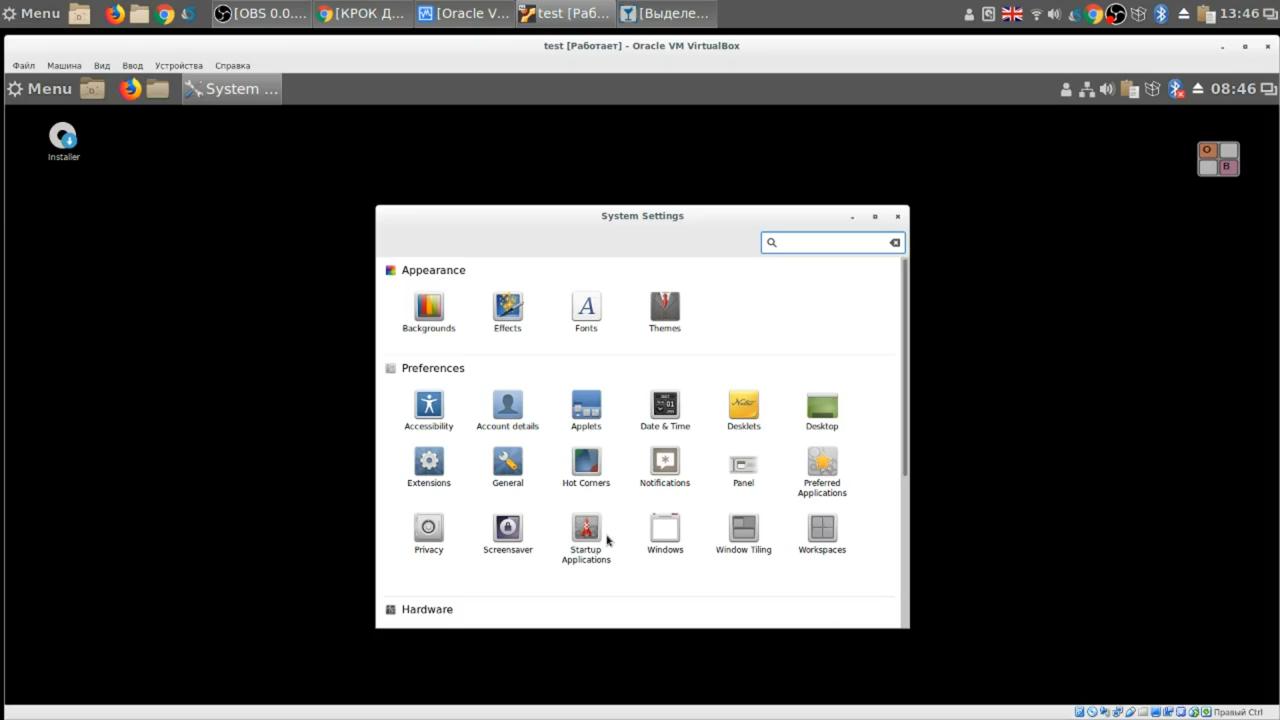 Menu [OBS 0.0.... [КРОК Д... [Oracle V... test [Раб... [Выделе... 13:46
test [Работает] - Oracle VM VirtualBox
Файл Машина Вид Ввод Устройства Справка
Menu System ... 08:46
Installer
O
B
System Settings
Appearance
Backgrounds Effects Fonts Themes
Preferences
Accessibility Account details Applets Date & Time Desklets Desktop
Extensions General Hot Corners Notifications Panel Preferred
Applications
Privacy Screensaver Startup Windows Window Tiling Workspaces
Applications
Hardware
Правый Ctrl